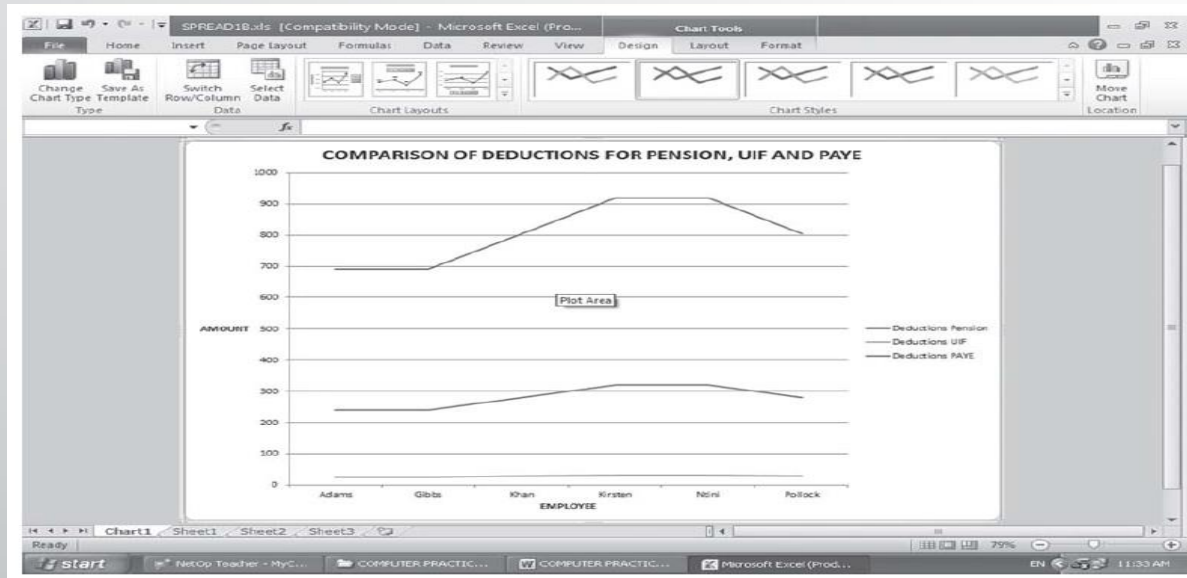 SPREAD18.xls [Compatibility Mode] - Microsoft Excel (Pro...
Chart Tools
File Home Insert Page Layout Formulas Data Review View Design Layout Format
Change Chart Type
Save As Template
Switch Row/Column
Select Data
Move Chart
Type Data Chart Layouts Chart Styles Location
fx
COMPARISON OF DEDUCTIONS FOR PENSION, UIF AND PAYE
1000
900
800
700
600
Plot Area
AMOUNT 500
400
300
200
100
0
Deductions Pension
Deductions UIF
Deductions PAYE
Adams Gibbs Khan Kirsten Ntini Pollock
EMPLOYEE
Chart1 Sheet1 Sheet2 Sheet3
Ready 79%
start NetOp Teacher - MyC... COMPUTER PRACTIC... COMPUTER PRACTIC... Microsoft Excel (Prod... EN 11:33 AM